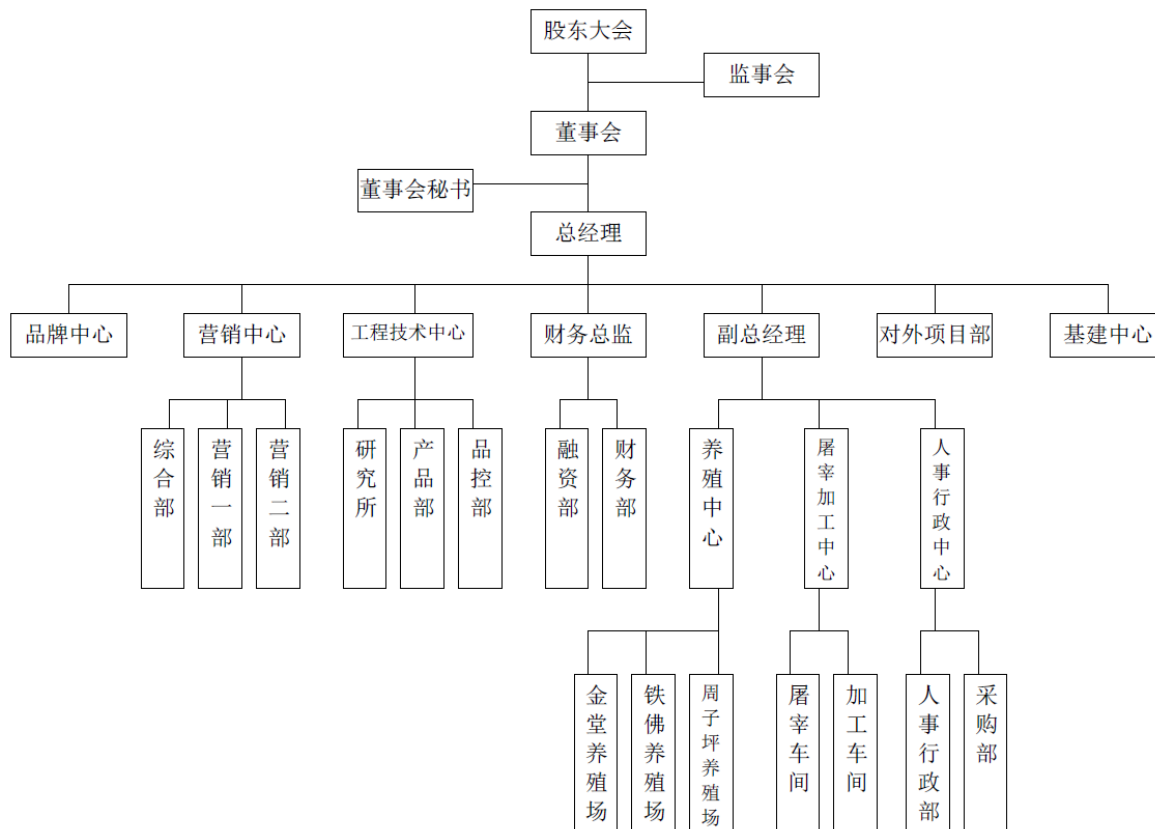 股东大会
监事会
董事会
董事会秘书
总经理
品牌中心
营销中心
工程技术中心
财务总监
副总经理
对外项目部
基建中心
综合部
营销一部
营销二部
研究所
产品部
品控部
融资部
财务部
养殖中心
屠宰加工中心
人事行政中心
金堂养殖场
铁佛养殖场
周子坪养殖场
屠宰车间
加工车间
人事行政部
采购部